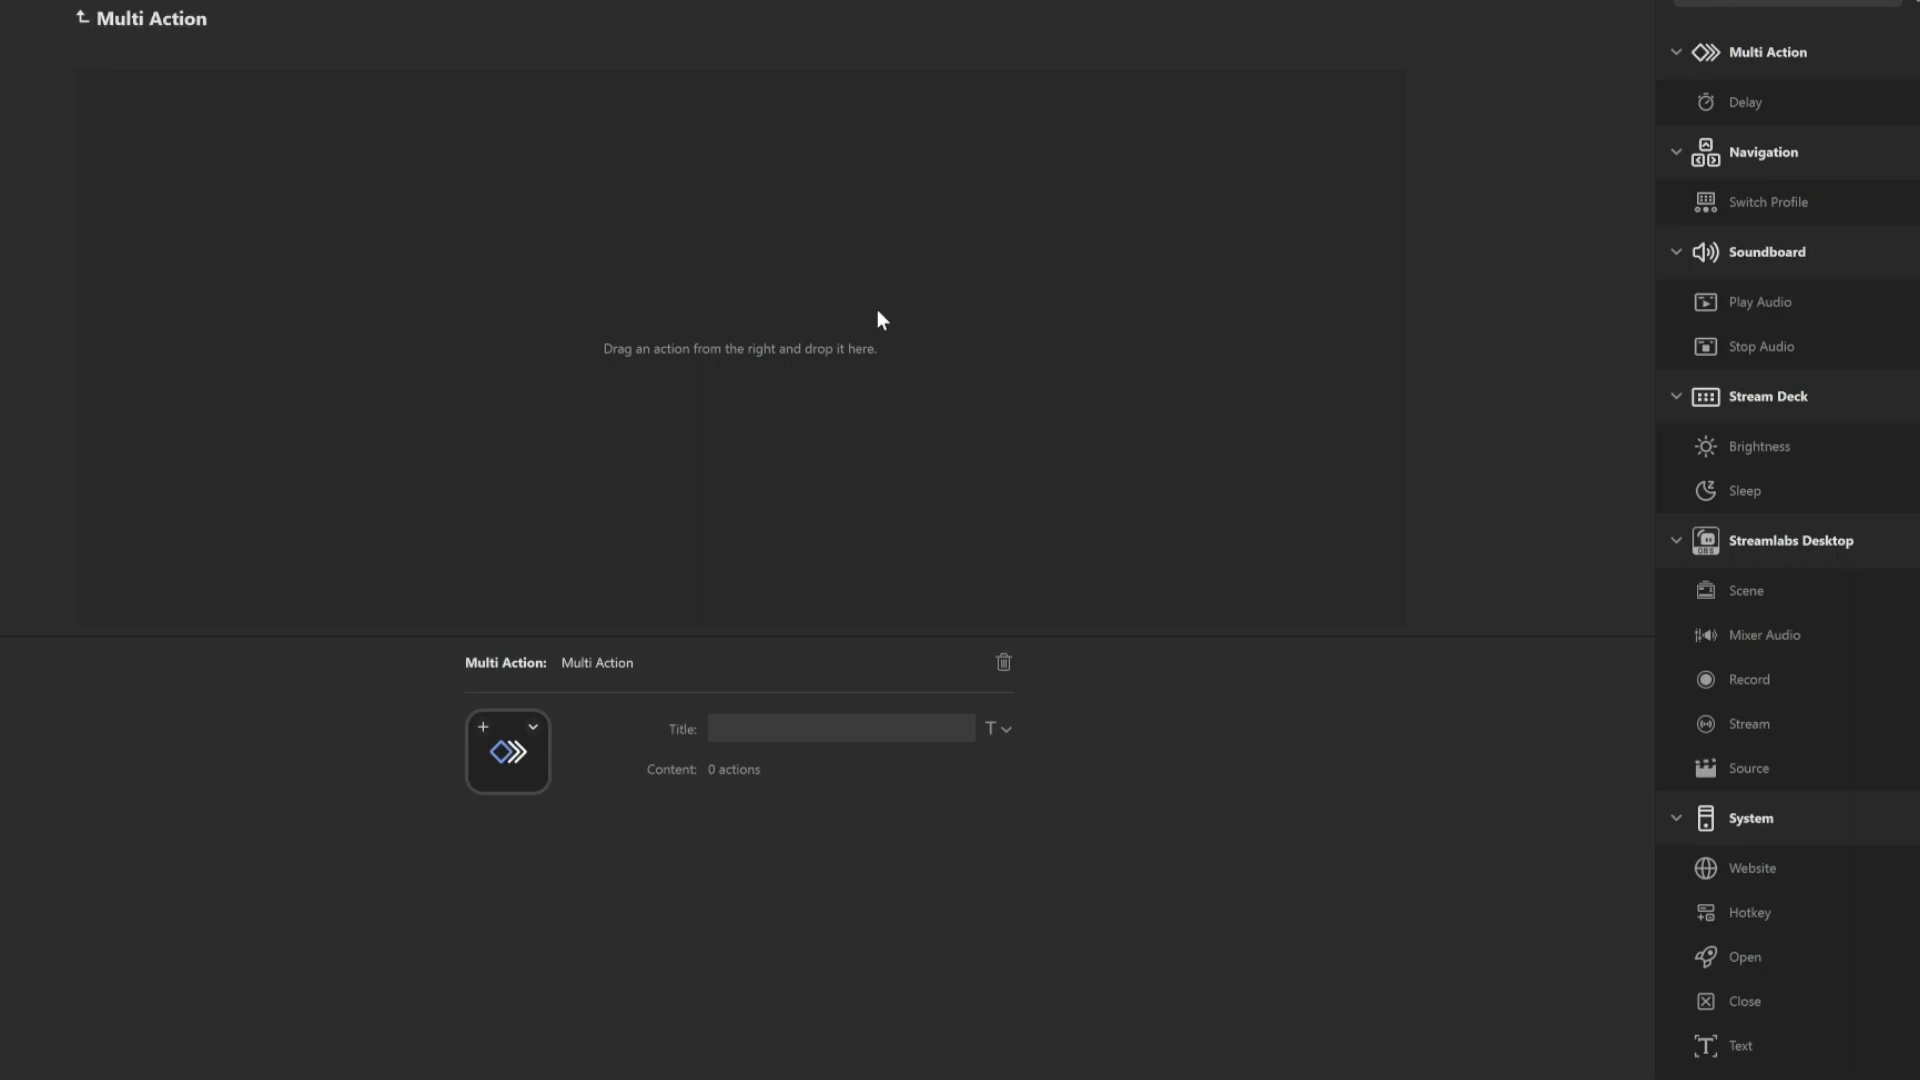 Multi Action
Drag an action from the right and drop it here.
Multi Action: Multi Action
Title:
T
Content: 0 actions
Multi Action
Delay
Navigation
Switch Profile
Soundboard
Play Audio
Stop Audio
Stream Deck
Brightness
Sleep
Streamlabs Desktop
Scene
Mixer Audio
Record
Stream
Source
System
Website
Hotkey
Open
Close
Text